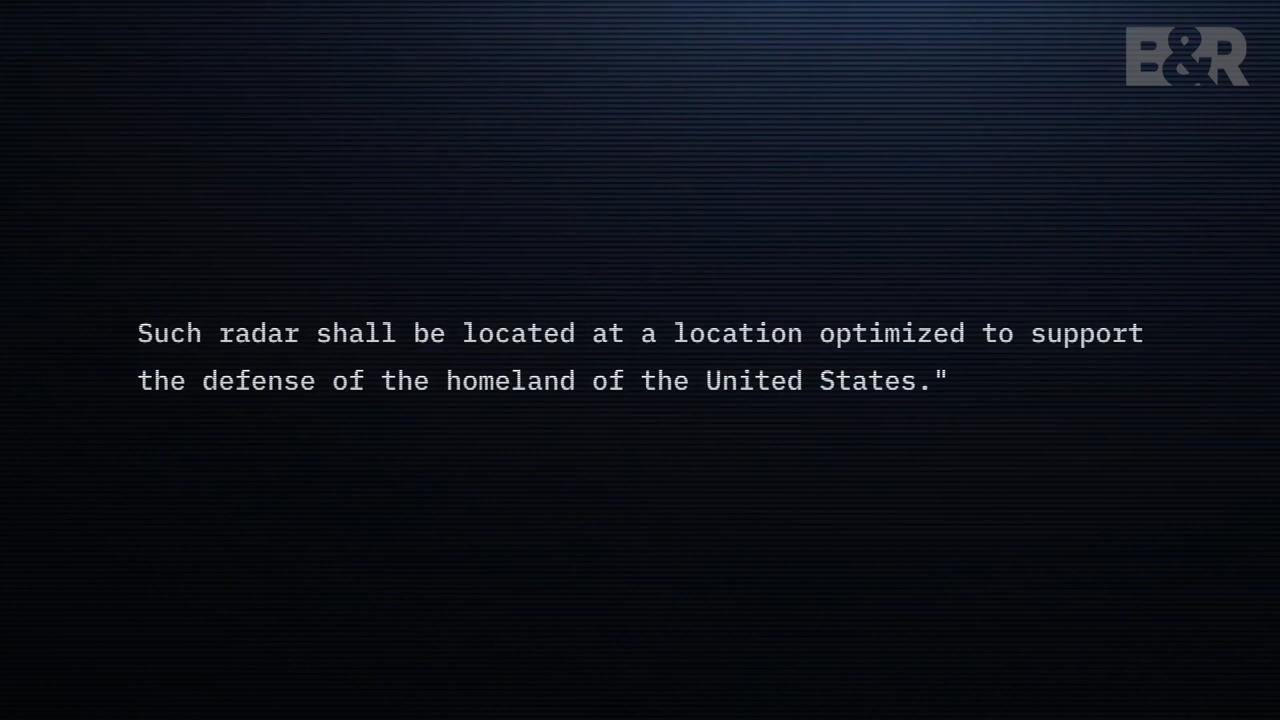 B&R
Such radar shall be located at a location optimized to support
the defense of the homeland of the United States."